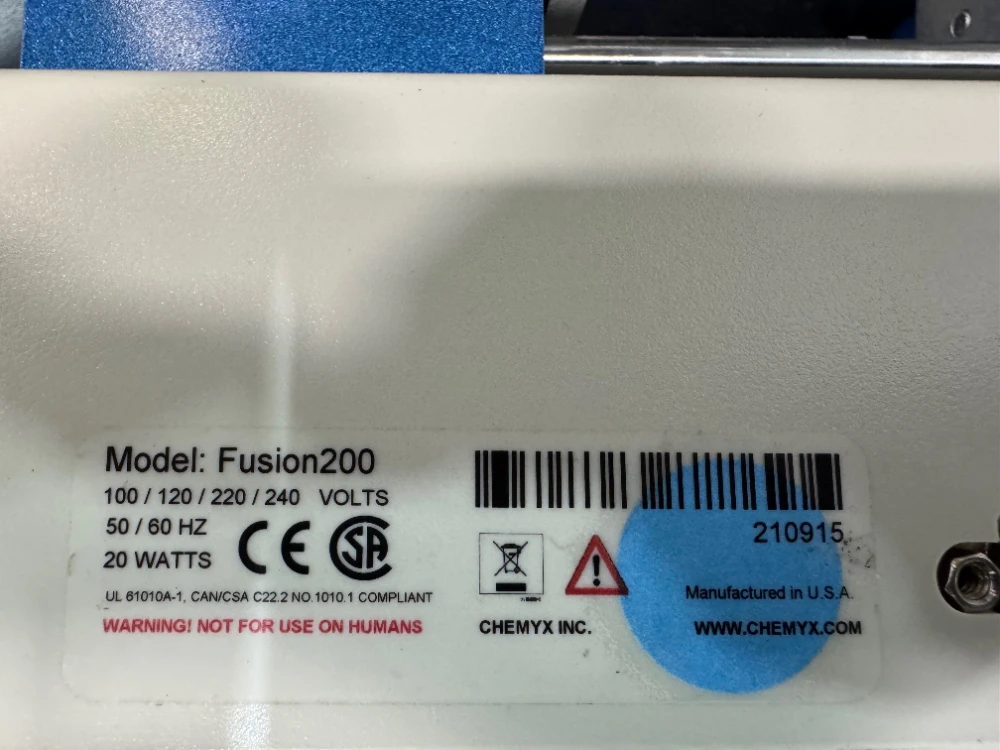 Model: Fusion200
100 / 120 / 220 / 240 VOLTS
50 / 60 HZ
20 WATTS
CE
SA
UL 61010A-1, CAN/CSA C22.2 NO.1010.1 COMPLIANT
WARNING! NOT FOR USE ON HUMANS
210915
!
Manufactured in U.S.A.
CHEMYX INC.
WWW.CHEMYX.COM